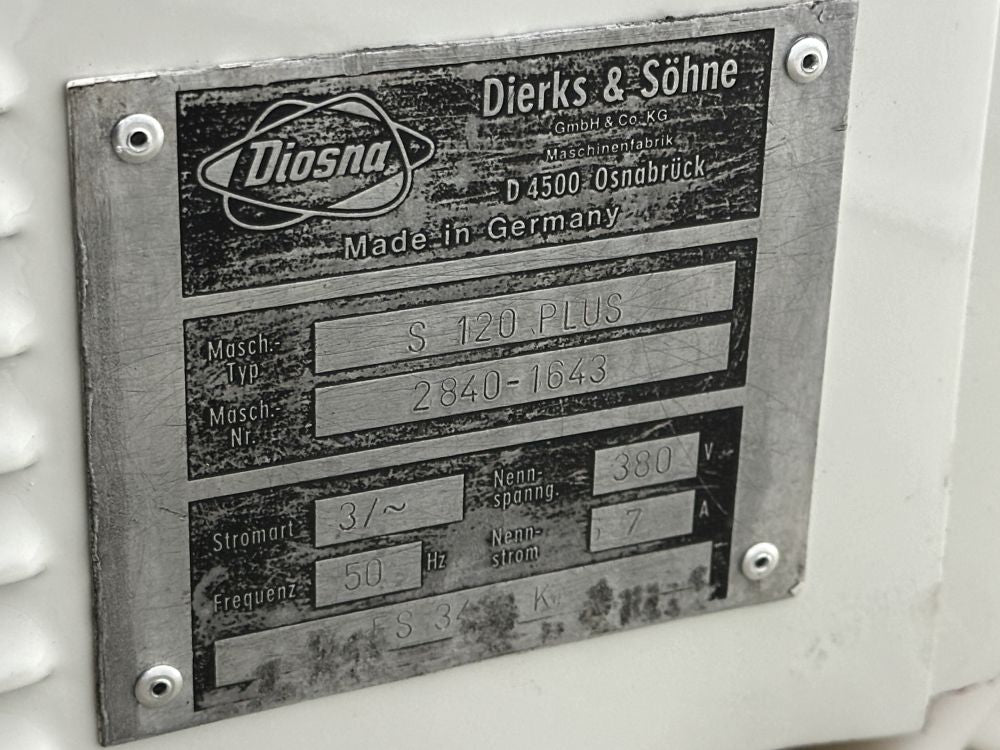 Diosna
Dierks & Söhne
GmbH & Co. KG
Maschinenfabrik
D 4500 Osnabrück
Made in Germany
Masch.-Typ S 120 PLUS
Masch.-Nr. 2840-1643
Stromart 3/~ Nenn-spanng. 380 V
Frequenz 50 Hz Nenn-strom 7 A
K